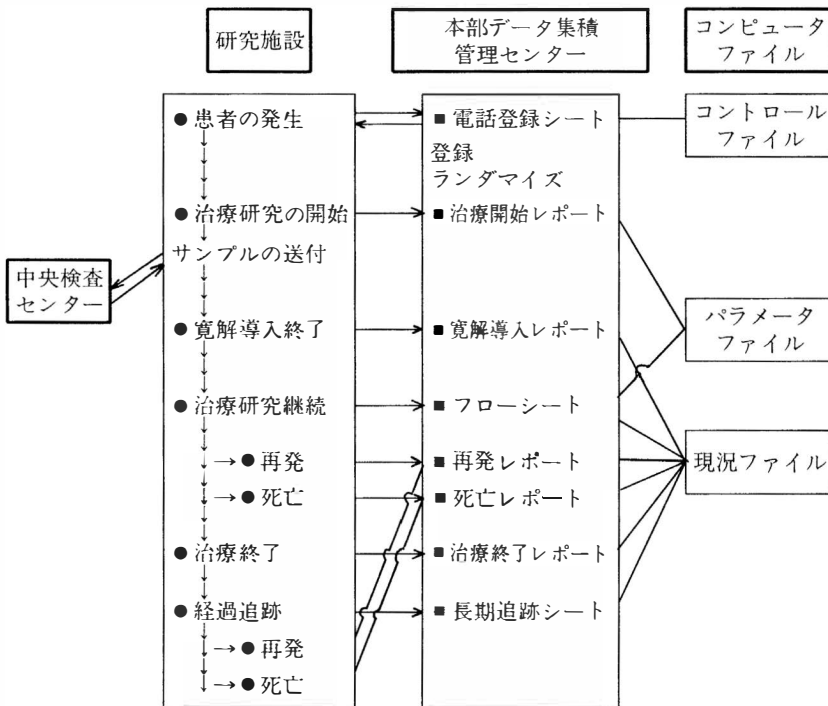 研究施設
本部データ集積
管理センター
コンピュータ
ファイル
● 患者の発生
■ 電話登録シート
コントロール
ファイル
登録
ランダマイズ
● 治療研究の開始
■ 治療開始レポート
サンプルの送付
中央検査
センター
● 寛解導入終了
■ 寛解導入レポート
パラメータ
ファイル
● 治療研究継続
■ フローシート
→ ● 再発
■ 再発レポート
現況ファイル
→ ● 死亡
■ 死亡レポート
● 治療終了
■ 治療終了レポート
● 経過追跡
■ 長期追跡シート
→ ● 再発
→ ● 死亡